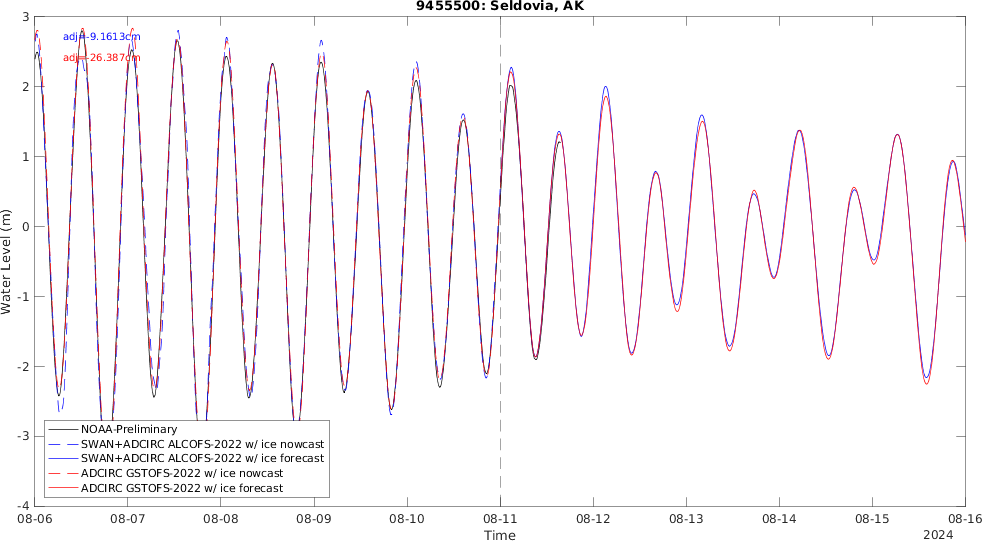 9455500: Seldovia, AK
adj=-9.1613cm
adj=-26.387cm
Water Level (m)
3
2
1
0
-1
-2
-3
-4
NOAA-Preliminary
SWAN+ADCIRC ALCOFS-2022 w/ ice nowcast
SWAN+ADCIRC ALCOFS-2022 w/ ice forecast
ADCIRC GSTOFS-2022 w/ ice nowcast
ADCIRC GSTOFS-2022 w/ ice forecast
08-06 08-07 08-08 08-09 08-10 08-11 08-12 08-13 08-14 08-15 08-16
Time
2024